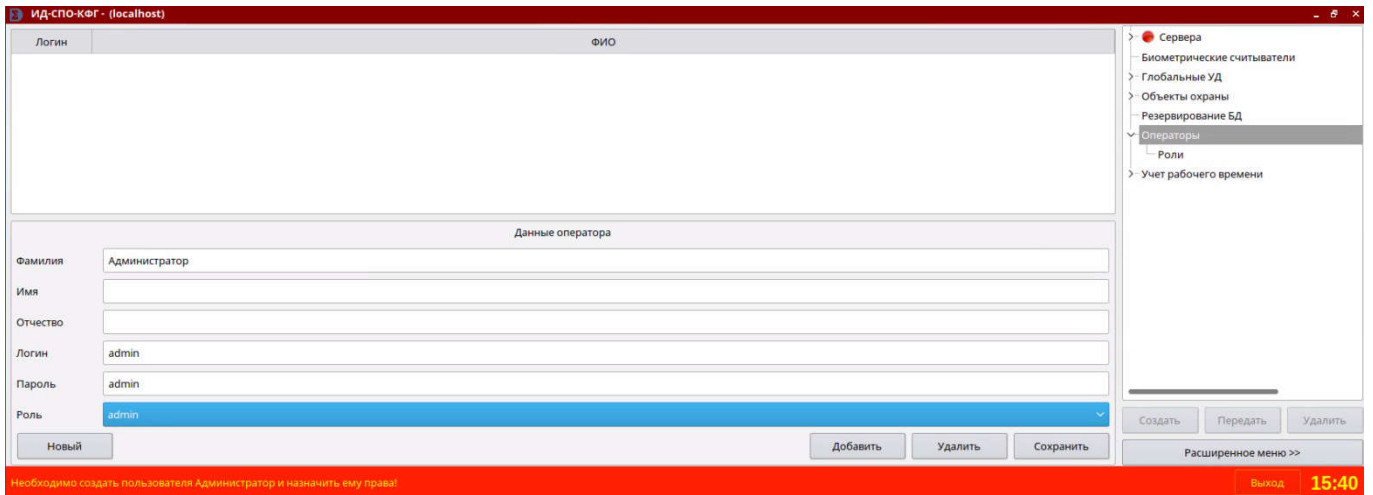 ИД-СПО-КФГ - (localhost)
Логин ФИО
Данные оператора
Фамилия Администратор
Имя
Отчество
Логин admin
Пароль admin
Роль admin
Новый Добавить Удалить Сохранить
Сервера
Биометрические считыватели
Глобальные УД
Объекты охраны
Резервирование БД
Операторы
Роли
Учет рабочего времени
Создать Передать Удалить
Расширенное меню >>
Необходимо создать пользователя Администратор и назначить ему права! Выход 15:40